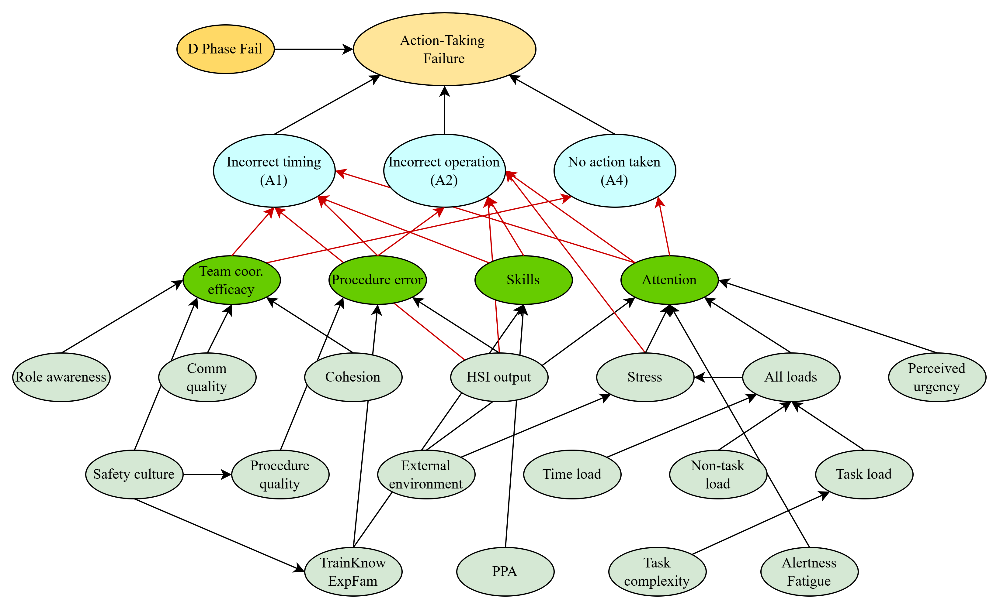 D Phase Fail
Action-Taking
Failure
Incorrect timing
(A1)
Incorrect operation
(A2)
No action taken
(A4)
Team coor.
efficacy
Procedure error
Skills
Attention
Role awareness
Comm
quality
Cohesion
HSI output
Stress
All loads
Perceived
urgency
Safety culture
Procedure
quality
External
environment
Time load
Non-task
load
Task load
TrainKnow
ExpFam
PPA
Task
complexity
Alertness
Fatigue